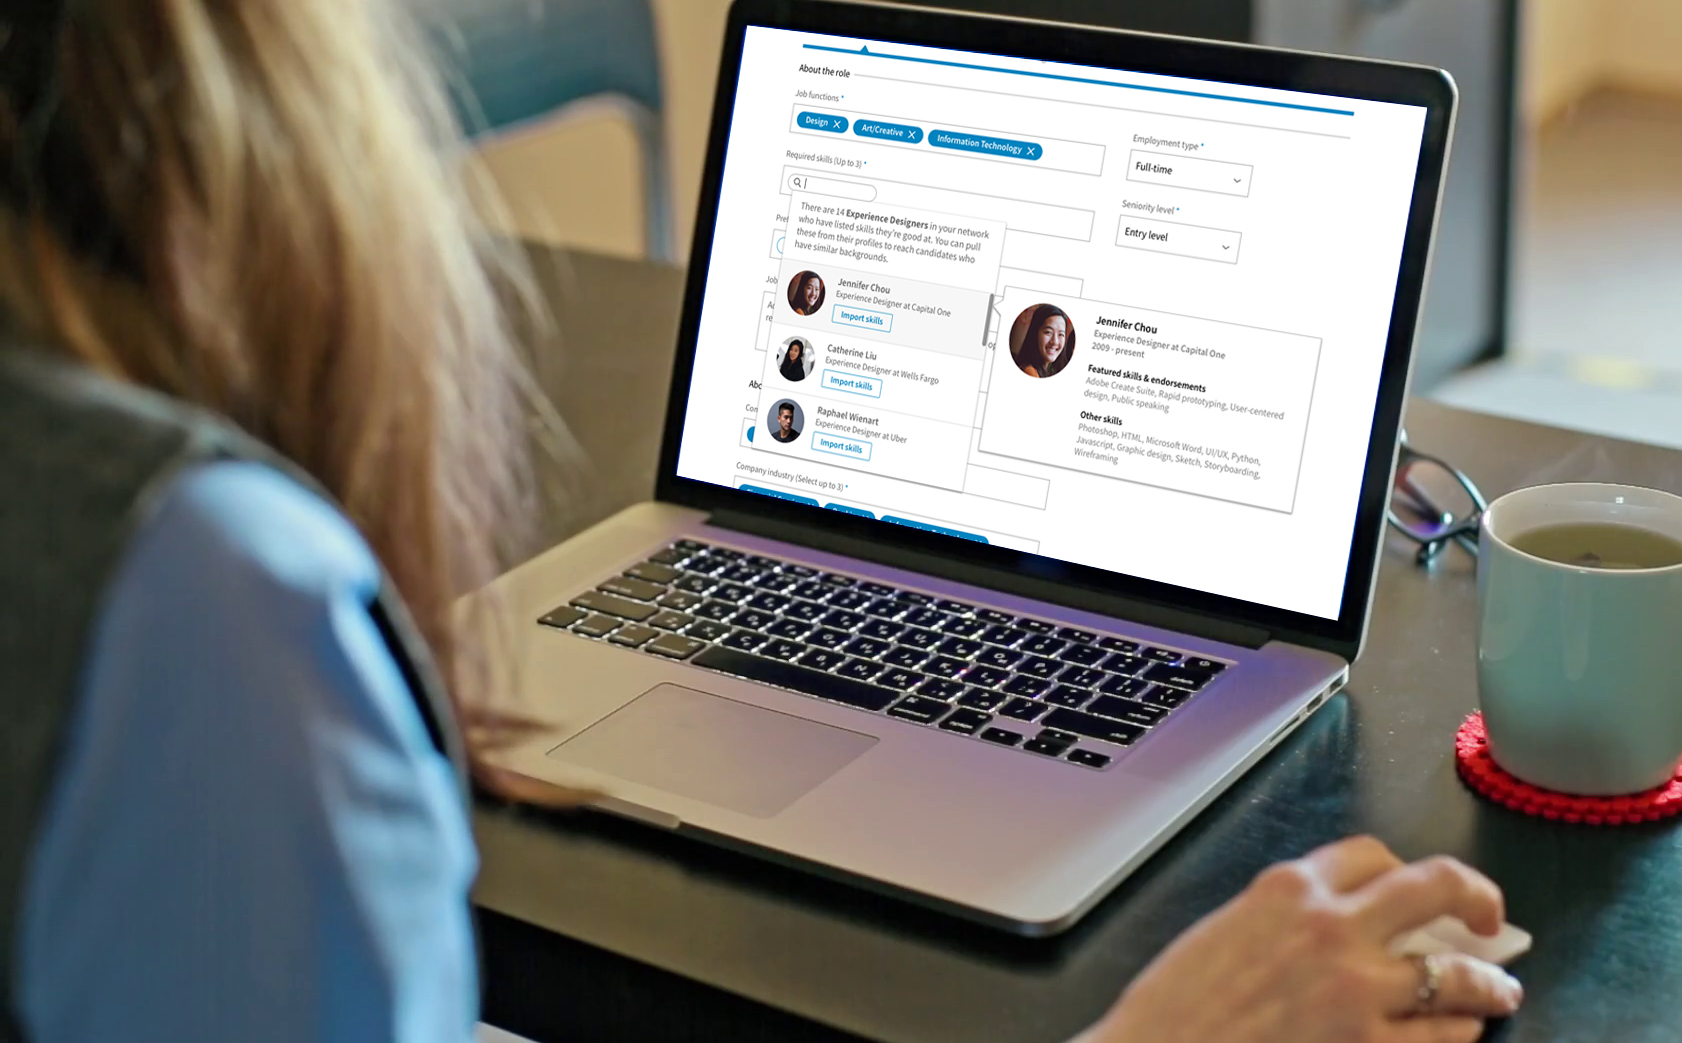 About the role
Job functions *
Design ✕ Art/Creative ✕ Information Technology ✕
Employment type *
Full-time
Required skills (Up to 3) *
Seniority level *
Entry level
There are 14 Experience Designers in your network
who have listed skills they're good at. You can pull
these from their profiles to reach candidates who
have similar backgrounds.
Jennifer Chou
Experience Designer at Capital One
Import skills
Catherine Liu
Experience Designer at Wells Fargo
Import skills
Raphael Wienart
Experience Designer at Uber
Import skills
Jennifer Chou
Experience Designer at Capital One
2009 - present
Featured skills & endorsements
Adobe Create Suite, Rapid prototyping, User-centered
design, Public speaking
Other skills
Photoshop, HTML, Microsoft Word, UI/UX, Python,
Javascript, Graphic design, Sketch, Storyboarding,
Wireframing
Company industry (Select up to 3) *